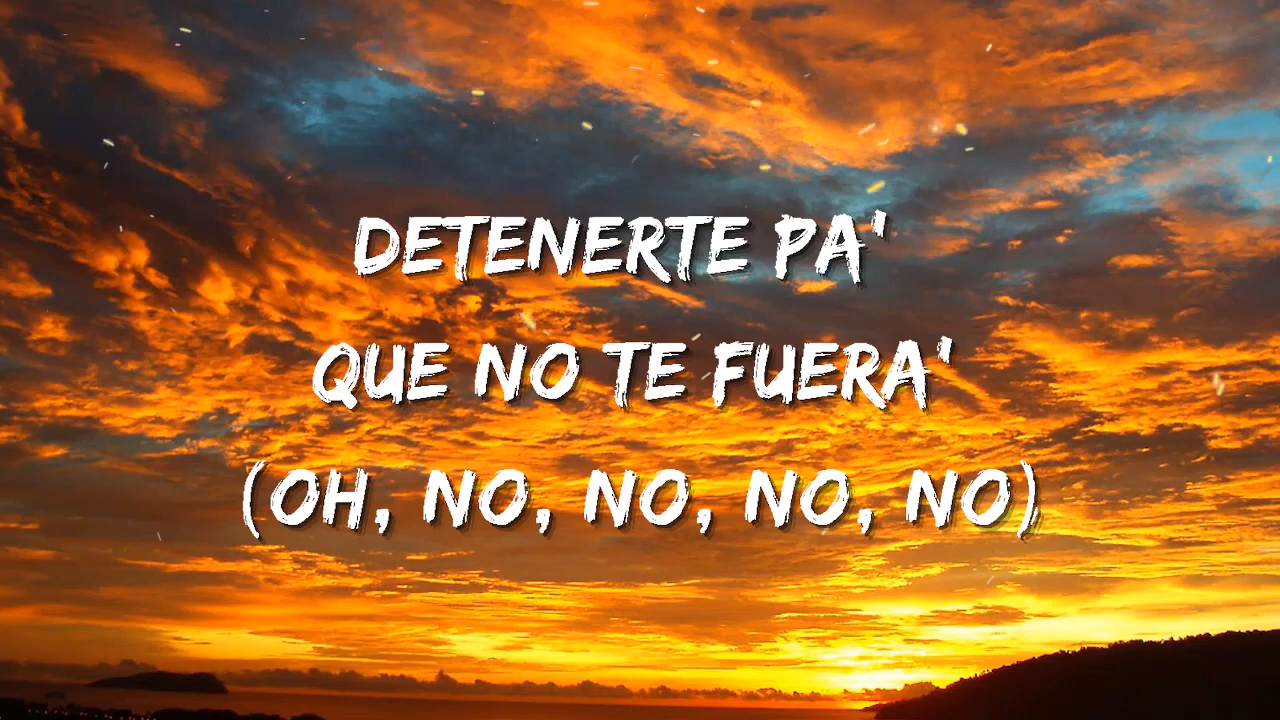 DETENERTE PA'
QUE NO TE FUERA'
(OH, NO, NO, NO, NO)